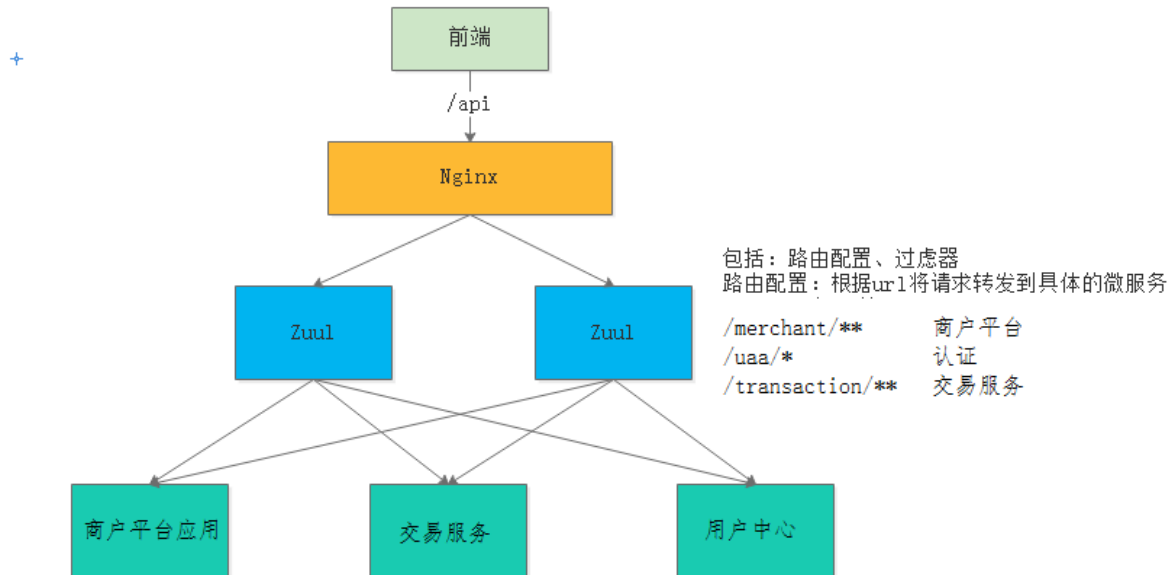 前端
/api
Nginx
Zuul
Zuul
包括：路由配置、过虑器
路由配置：根据url将请求转发到具体的微服务
/merchant/** 商户平台
/uaa/* 认证
/transaction/** 交易服务
商户平台应用
交易服务
用户中心